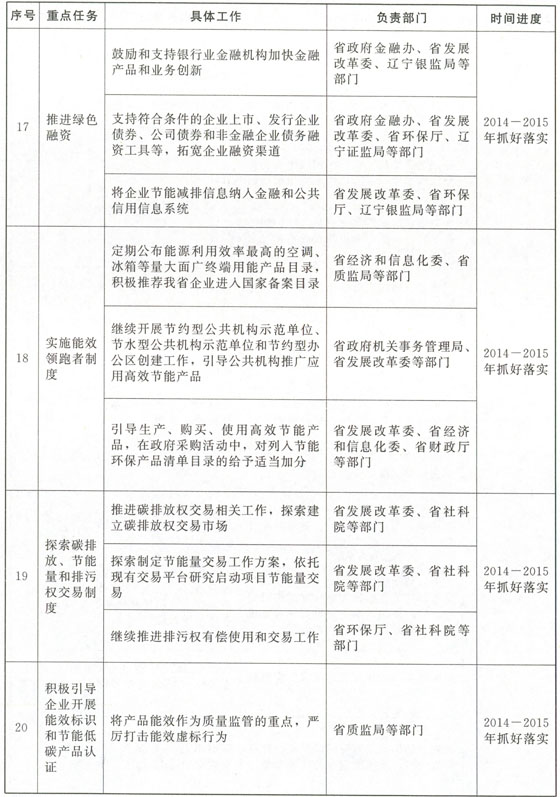 序号 重点任务 具体工作 负责部门 时间进度
17
推进绿色
融资
鼓励和支持银行业金融机构加快金融
产品和业务创新
省政府金融办、省发展
改革委、辽宁银监局等
部门
支持符合条件的企业上市、发行企业
债券、公司债券和非金融企业债务融
资工具等，拓宽企业融资渠道
省政府金融办、省发展
改革委、省环保厅、辽
宁证监局等部门
将企业节能减排信息纳入金融和公共
信用信息系统
省发展改革委、省环保
厅、辽宁银监局等部门
2014－2015
年抓好落实
18
实施能效
领跑者制
度
定期公布能源利用效率最高的空调、
冰箱等量大面广终端用能产品目录，
积极推荐我省企业进入国家备案目录
省经济和信息化委、省
质监局等部门
继续开展节约型公共机构示范单位、
节水型公共机构示范单位和节约型办
公区创建工作，引导公共机构推广应
用高效节能产品
省政府机关事务管理局、
省发展改革委等部门
引导生产、购买、使用高效节能产
品，在政府采购活动中，对列入节能
环保产品清单目录的给予适当加分
省发展改革委、省经济
和信息化委、省财政厅
等部门
2014－2015
年抓好落实
19
探索碳排
放、节能
量和排污
权交易制
度
推进碳排放权交易相关工作，探索建
立碳排放权交易市场
省发展改革委、省社科
院等部门
探索制定节能量交易工作方案，依托
现有交易平台研究启动项目节能量交
易
省发展改革委、省社科
院等部门
继续推进排污权有偿使用和交易工作
省环保厅、省社科院等
部门
2014－2015
年抓好落实
20
积极引导
企业开展
能效标识
和节能低
碳产品认
证
将产品能效作为质量监管的重点，严
厉打击能效虚标行为
省质监局等部门
2014－2015
年抓好落实